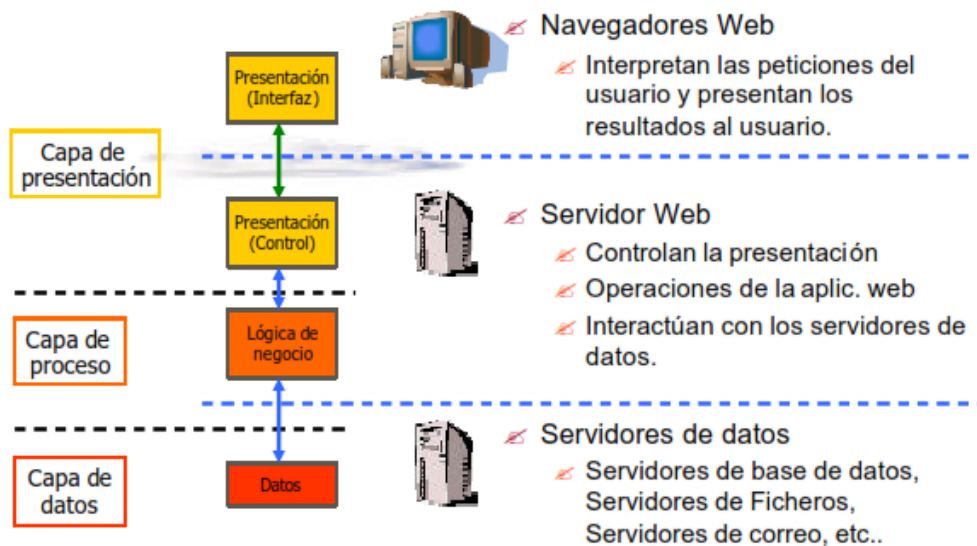 Navegadores Web
Interpretan las peticiones del
usuario y presentan los
resultados al usuario.
Presentación
(Interfaz)
Capa de
presentación
Presentación
(Control)
Servidor Web
Controlan la presentación
Operaciones de la aplic. web
Interactúan con los servidores de
datos.
Capa de
proceso
Lógica de
negocio
Servidores de datos
Servidores de base de datos,
Servidores de Ficheros,
Servidores de correo, etc..
Capa de
datos
Datos